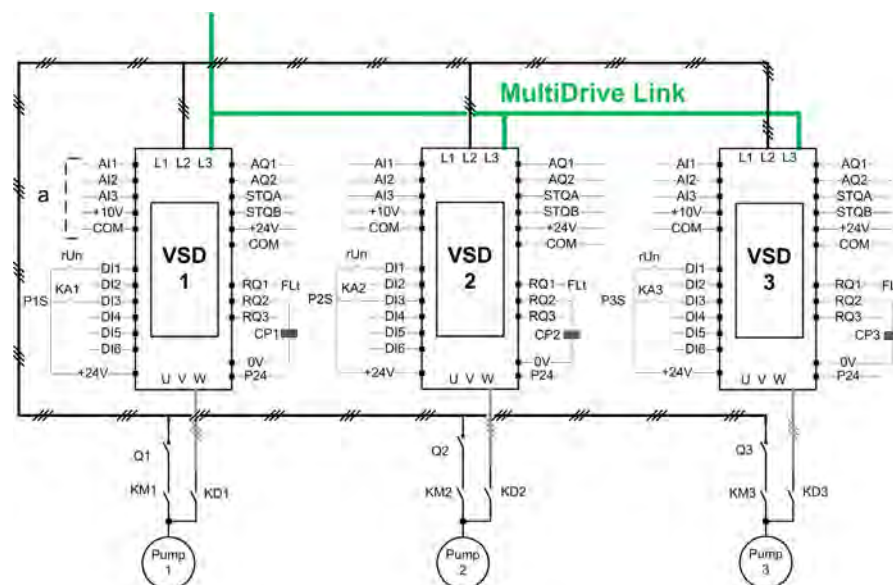 MultiDrive Link
a
L1 L2 L3
AI1
AI2
AI3
+10V
COM
rUn
DI1
KA1
DI2
P1S
DI3
DI4
DI5
DI6
+24V
VSD
1
AQ1
AQ2
STQA
STQB
+24V
COM
RQ1
FLt
RQ2
RQ3
CP1
0V
P24
U V W
L1 L2 L3
AI1
AI2
AI3
+10V
COM
rUn
DI1
KA2
DI2
P2S
DI3
DI4
DI5
DI6
+24V
VSD
2
AQ1
AQ2
STQA
STQB
+24V
COM
RQ1
FLt
RQ2
RQ3
CP2
0V
P24
U V W
L1 L2 L3
AI1
AI2
AI3
+10V
COM
rUn
DI1
KA3
DI2
P3S
DI3
DI4
DI5
DI6
+24V
VSD
3
AQ1
AQ2
STQA
STQB
+24V
COM
RQ1
RQ2
RQ3
CP3
0V
P24
U V W
Q1
KM1
KD1
Pump
1
Q2
KM2
KD2
Pump
2
Q3
KM3
KD3
Pump
3